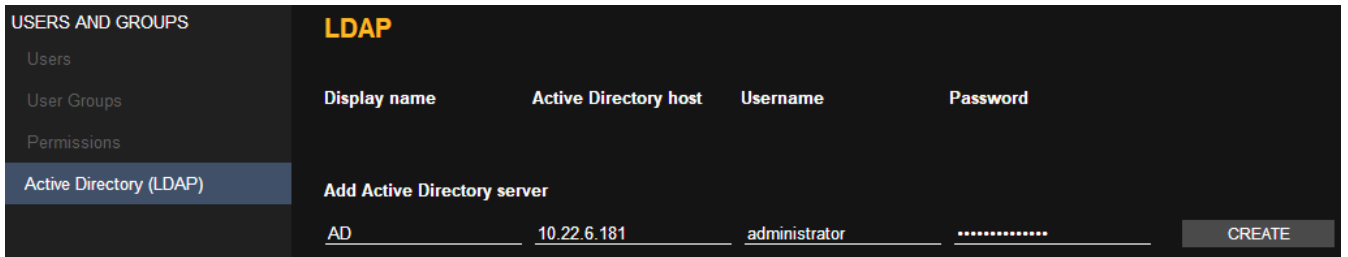 USERS AND GROUPS
Users
User Groups
Permissions
Active Directory (LDAP)
LDAP
Display name Active Directory host Username Password
Add Active Directory server
AD 10.22.6.181 administrator •••••••••••••• CREATE